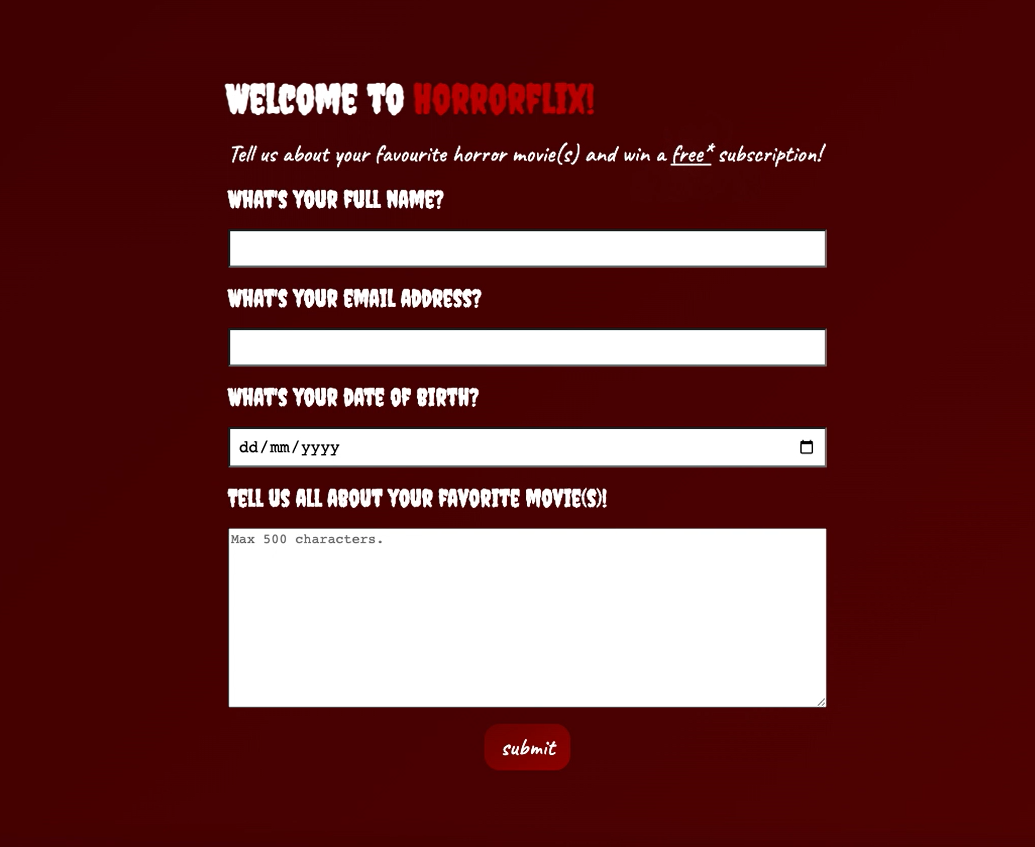 WELCOME TO HORRORFLIX!
Tell us about your favourite horror movie(s) and win a free* subscription!
WHAT'S YOUR FULL NAME?
WHAT'S YOUR EMAIL ADDRESS?
WHAT'S YOUR DATE OF BIRTH?
dd/mm/yyyy
TELL US ALL ABOUT YOUR FAVORITE MOVIE(S)!
Max 500 characters.
submit